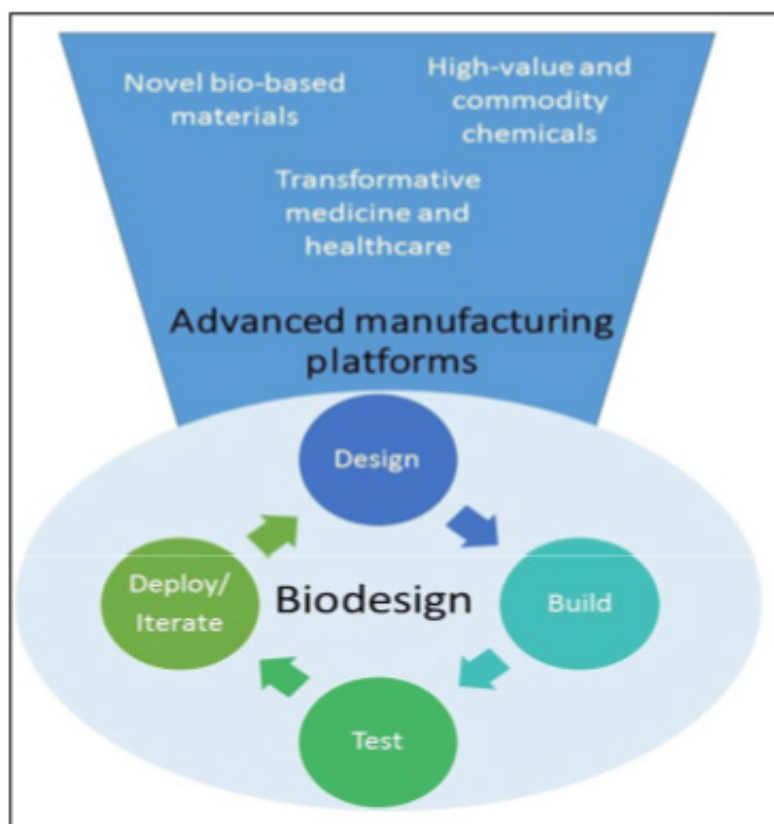 Novel bio-based
materials
High-value and
commodity
chemicals
Transformative
medicine and
healthcare
Advanced manufacturing
platforms
Design
Build
Biodesign
Deploy/
Iterate
Test